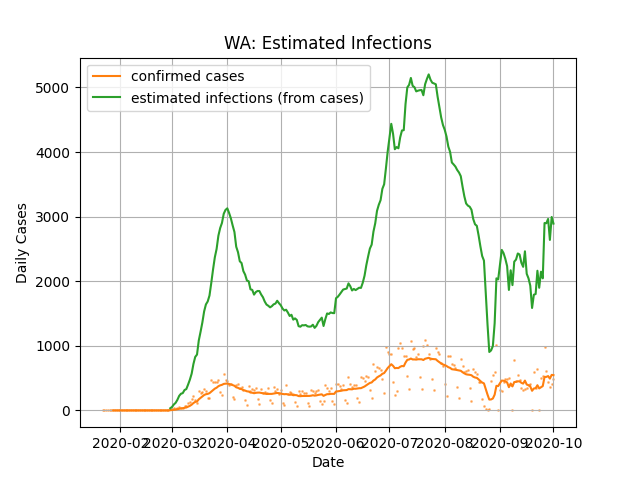 WA: Estimated Infections
confirmed cases
estimated infections (from cases)
Daily Cases
5000
4000
3000
2000
1000
0
2020-02 2020-03 2020-04 2020-05 2020-06 2020-07 2020-08 2020-09 2020-10
Date